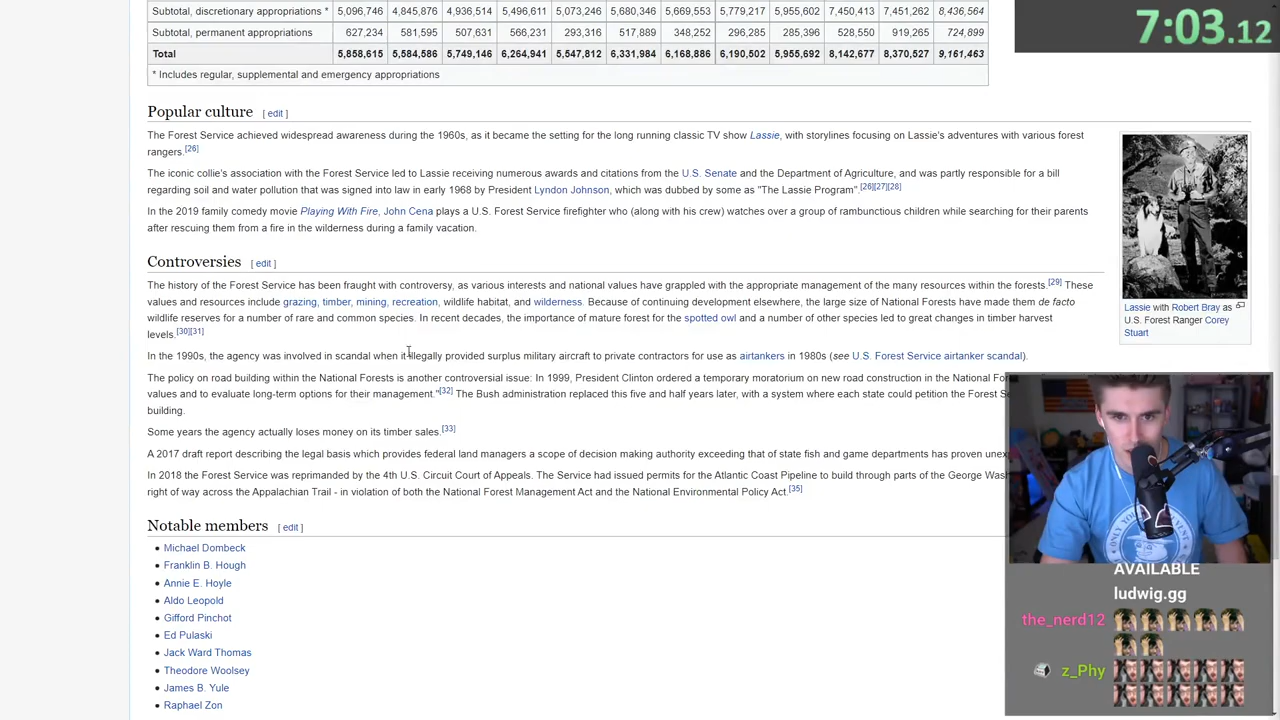 Subtotal, discretionary appropriations * 5,096,746 4,845,876 4,936,514 5,496,611 5,073,246 5,680,346 5,669,553 5,779,217 5,955,602 7,450,413 7,451,262 8,436,564
Subtotal, permanent appropriations 627,234 581,595 507,631 566,231 293,316 517,889 348,252 296,285 285,396 528,550 919,265 724,899
Total 5,858,615 5,584,586 5,749,146 6,264,941 5,547,812 6,331,984 6,168,886 6,190,502 5,955,692 8,142,677 8,370,527 9,161,463
* Includes regular, supplemental and emergency appropriations
7:03.12
Popular culture [ edit ]
The Forest Service achieved widespread awareness during the 1960s, as it became the setting for the long running classic TV show Lassie, with storylines focusing on Lassie's adventures with various forest
rangers.[26]
The iconic collie's association with the Forest Service led to Lassie receiving numerous awards and citations from the U.S. Senate and the Department of Agriculture, and was partly responsible for a bill
regarding soil and water pollution that was signed into law in early 1968 by President Lyndon Johnson, which was dubbed by some as "The Lassie Program".[26][27][28]
In the 2019 family comedy movie Playing With Fire, John Cena plays a U.S. Forest Service firefighter who (along with his crew) watches over a group of rambunctious children while searching for their parents
after rescuing them from a fire in the wilderness during a family vacation.
Lassie with Robert Bray as
U.S. Forest Ranger Corey
Stuart
Controversies [ edit ]
The history of the Forest Service has been fraught with controversy, as various interests and national values have grappled with the appropriate management of the many resources within the forests.[29] These
values and resources include grazing, timber, mining, recreation, wildlife habitat, and wilderness. Because of continuing development elsewhere, the large size of National Forests have made them de facto
wildlife reserves for a number of rare and common species. In recent decades, the importance of mature forest for the spotted owl and a number of other species led to great changes in timber harvest
levels.[30][31]
In the 1990s, the agency was involved in scandal when it illegally provided surplus military aircraft to private contractors for use as airtankers in 1980s (see U.S. Forest Service airtanker scandal).
The policy on road building within the National Forests is another controversial issue: In 1999, President Clinton ordered a temporary moratorium on new road construction in the National For
values and to evaluate long-term options for their management."[32] The Bush administration replaced this five and half years later, with a system where each state could petition the Forest S
building.
Some years the agency actually loses money on its timber sales.[33]
A 2017 draft report describing the legal basis which provides federal land managers a scope of decision making authority exceeding that of state fish and game departments has proven unex
In 2018 the Forest Service was reprimanded by the 4th U.S. Circuit Court of Appeals. The Service had issued permits for the Atlantic Coast Pipeline to build through parts of the George Was
right of way across the Appalachian Trail - in violation of both the National Forest Management Act and the National Environmental Policy Act.[35]
Notable members [ edit ]
Michael Dombeck
Franklin B. Hough
Annie E. Hoyle
Aldo Leopold
Gifford Pinchot
Ed Pulaski
Jack Ward Thomas
Theodore Woolsey
James B. Yule
Raphael Zon
AVAILABLE
ludwig.gg
the_nerd12
z_Phy